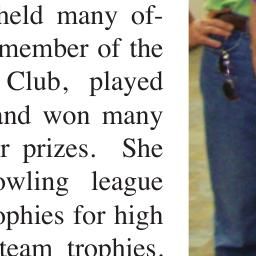 held many of-
member of the
Club, played
and won many
r prizes. She
owling league
ophies for high
team trophies.